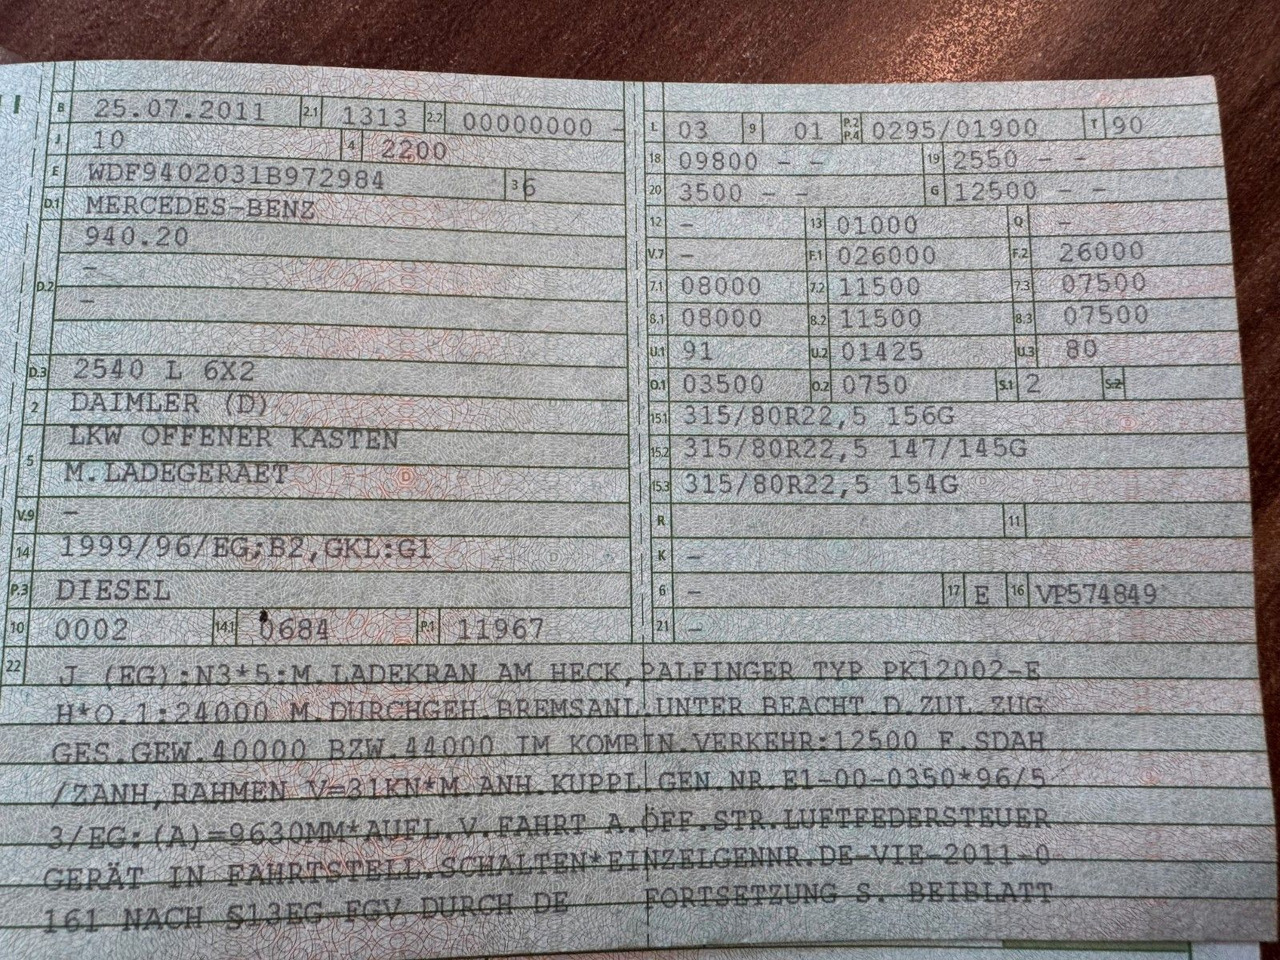 B 25.07.2011 2.1 1313 2.2 00000000 –
J 10 4 2200
E WDF9402031B972984 3 6
D.1 MERCEDES-BENZ
940.20
–
D.2
–
D.3 2540 L 6X2
2 DAIMLER (D)
5 LKW OFFENER KASTEN
M.LADEGERAET
V.9 –
14 1999/96/EG;B2,GKL:G1
P.3 DIESEL
10 0002 14.1 0684 P.1 11967
L 03 9 01 P.2 P.4 0295/01900 T 90
18 09800 – – 19 2550 – –
20 3500 – – G 12500 – –
12 – 13 01000 Q –
V.7 – F.1 026000 F.2 26000
7.1 08000 7.2 11500 7.3 07500
8.1 08000 8.2 11500 8.3 07500
U.1 91 U.2 01425 U.3 80
O.1 03500 O.2 0750 S.1 2 S.2 –
15.1 315/80R22,5 156G
15.2 315/80R22,5 147/145G
15.3 315/80R22,5 154G
R 11
K –
6 – 17 E 16 VP574849
21 –
22 J (EG):N3*5:M.LADEKRAN AM HECK,PALFINGER TYP PK12002-E
H*O.1:24000 M.DURCHGEH.BREMSANL.UNTER BEACHT.D.ZUL.ZUG
GES.GEW.40000 BZW.44000 IM KOMBIN.VERKEHR:12500 F.SDAH
/ZANH,RAHMEN V=31KN*M.ANH.KUPPL.GEN.NR.E1-00-0350*96/5
3/EG:(A)=9630MM*AUFL.V.FAHRT A.ÖFF.STR.LUFTFEDERSTEUER
GERÄT IN FAHRTSTELL.SCHALTEN*EINZELGENNR.DE-VIE-2011-0
161 NACH §13EG-FGV DURCH DE FORTSETZUNG S. BEIBLATT